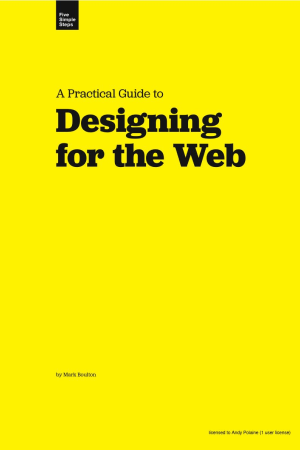 Five
Simple
Steps
A Practical Guide to
Designing
for the Web
by Mark Boulton
licensed to Andy Polaine (1 user license)